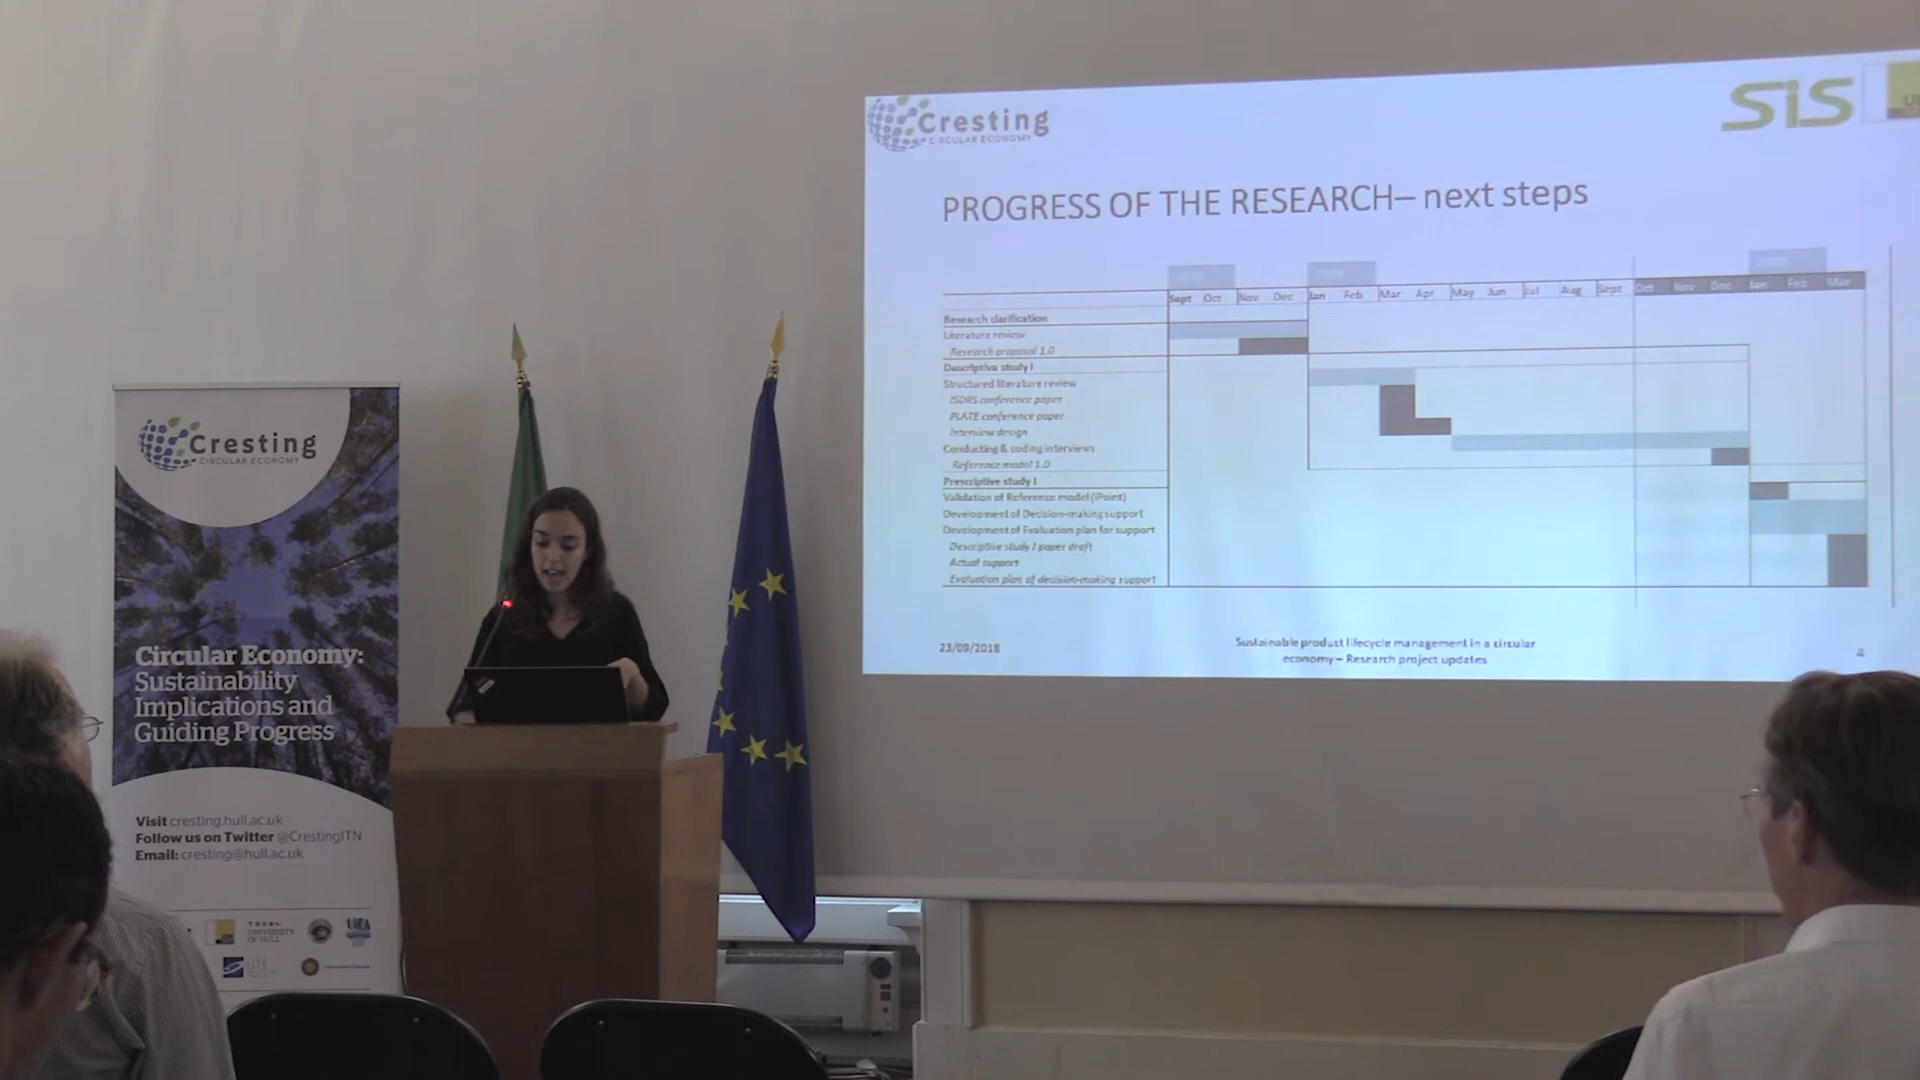 Cresting
CIRCULAR ECONOMY
SiS
PROGRESS OF THE RESEARCH– next steps
Sept Oct Nov Dec Jan Feb Mar Apr May Jun Jul Aug Sept Oct Nov Dec Jan Feb Mar
Research clarification
Literature review
Research proposal 1.0
Descriptive study I
Structured literature review
ISDRS conference paper
PLATE conference paper
Interview design
Conducting & coding interviews
Reference model 1.0
Prescriptive study I
Validation of Reference model (iPoint)
Development of Decision-making support
Development of Evaluation plan for support
Descriptive study I paper draft
Actual support
Evaluation plan of decision-making support
23/09/2018
Sustainable product lifecycle management in a circular
economy – Research project updates
4
Cresting
CIRCULAR ECONOMY
Circular Economy:
Sustainability
Implications and
Guiding Progress
Visit cresting.hull.ac.uk
Follow us on Twitter @CrestingITN
Email: cresting@hull.ac.uk
UNIVERSITY
OF HULL